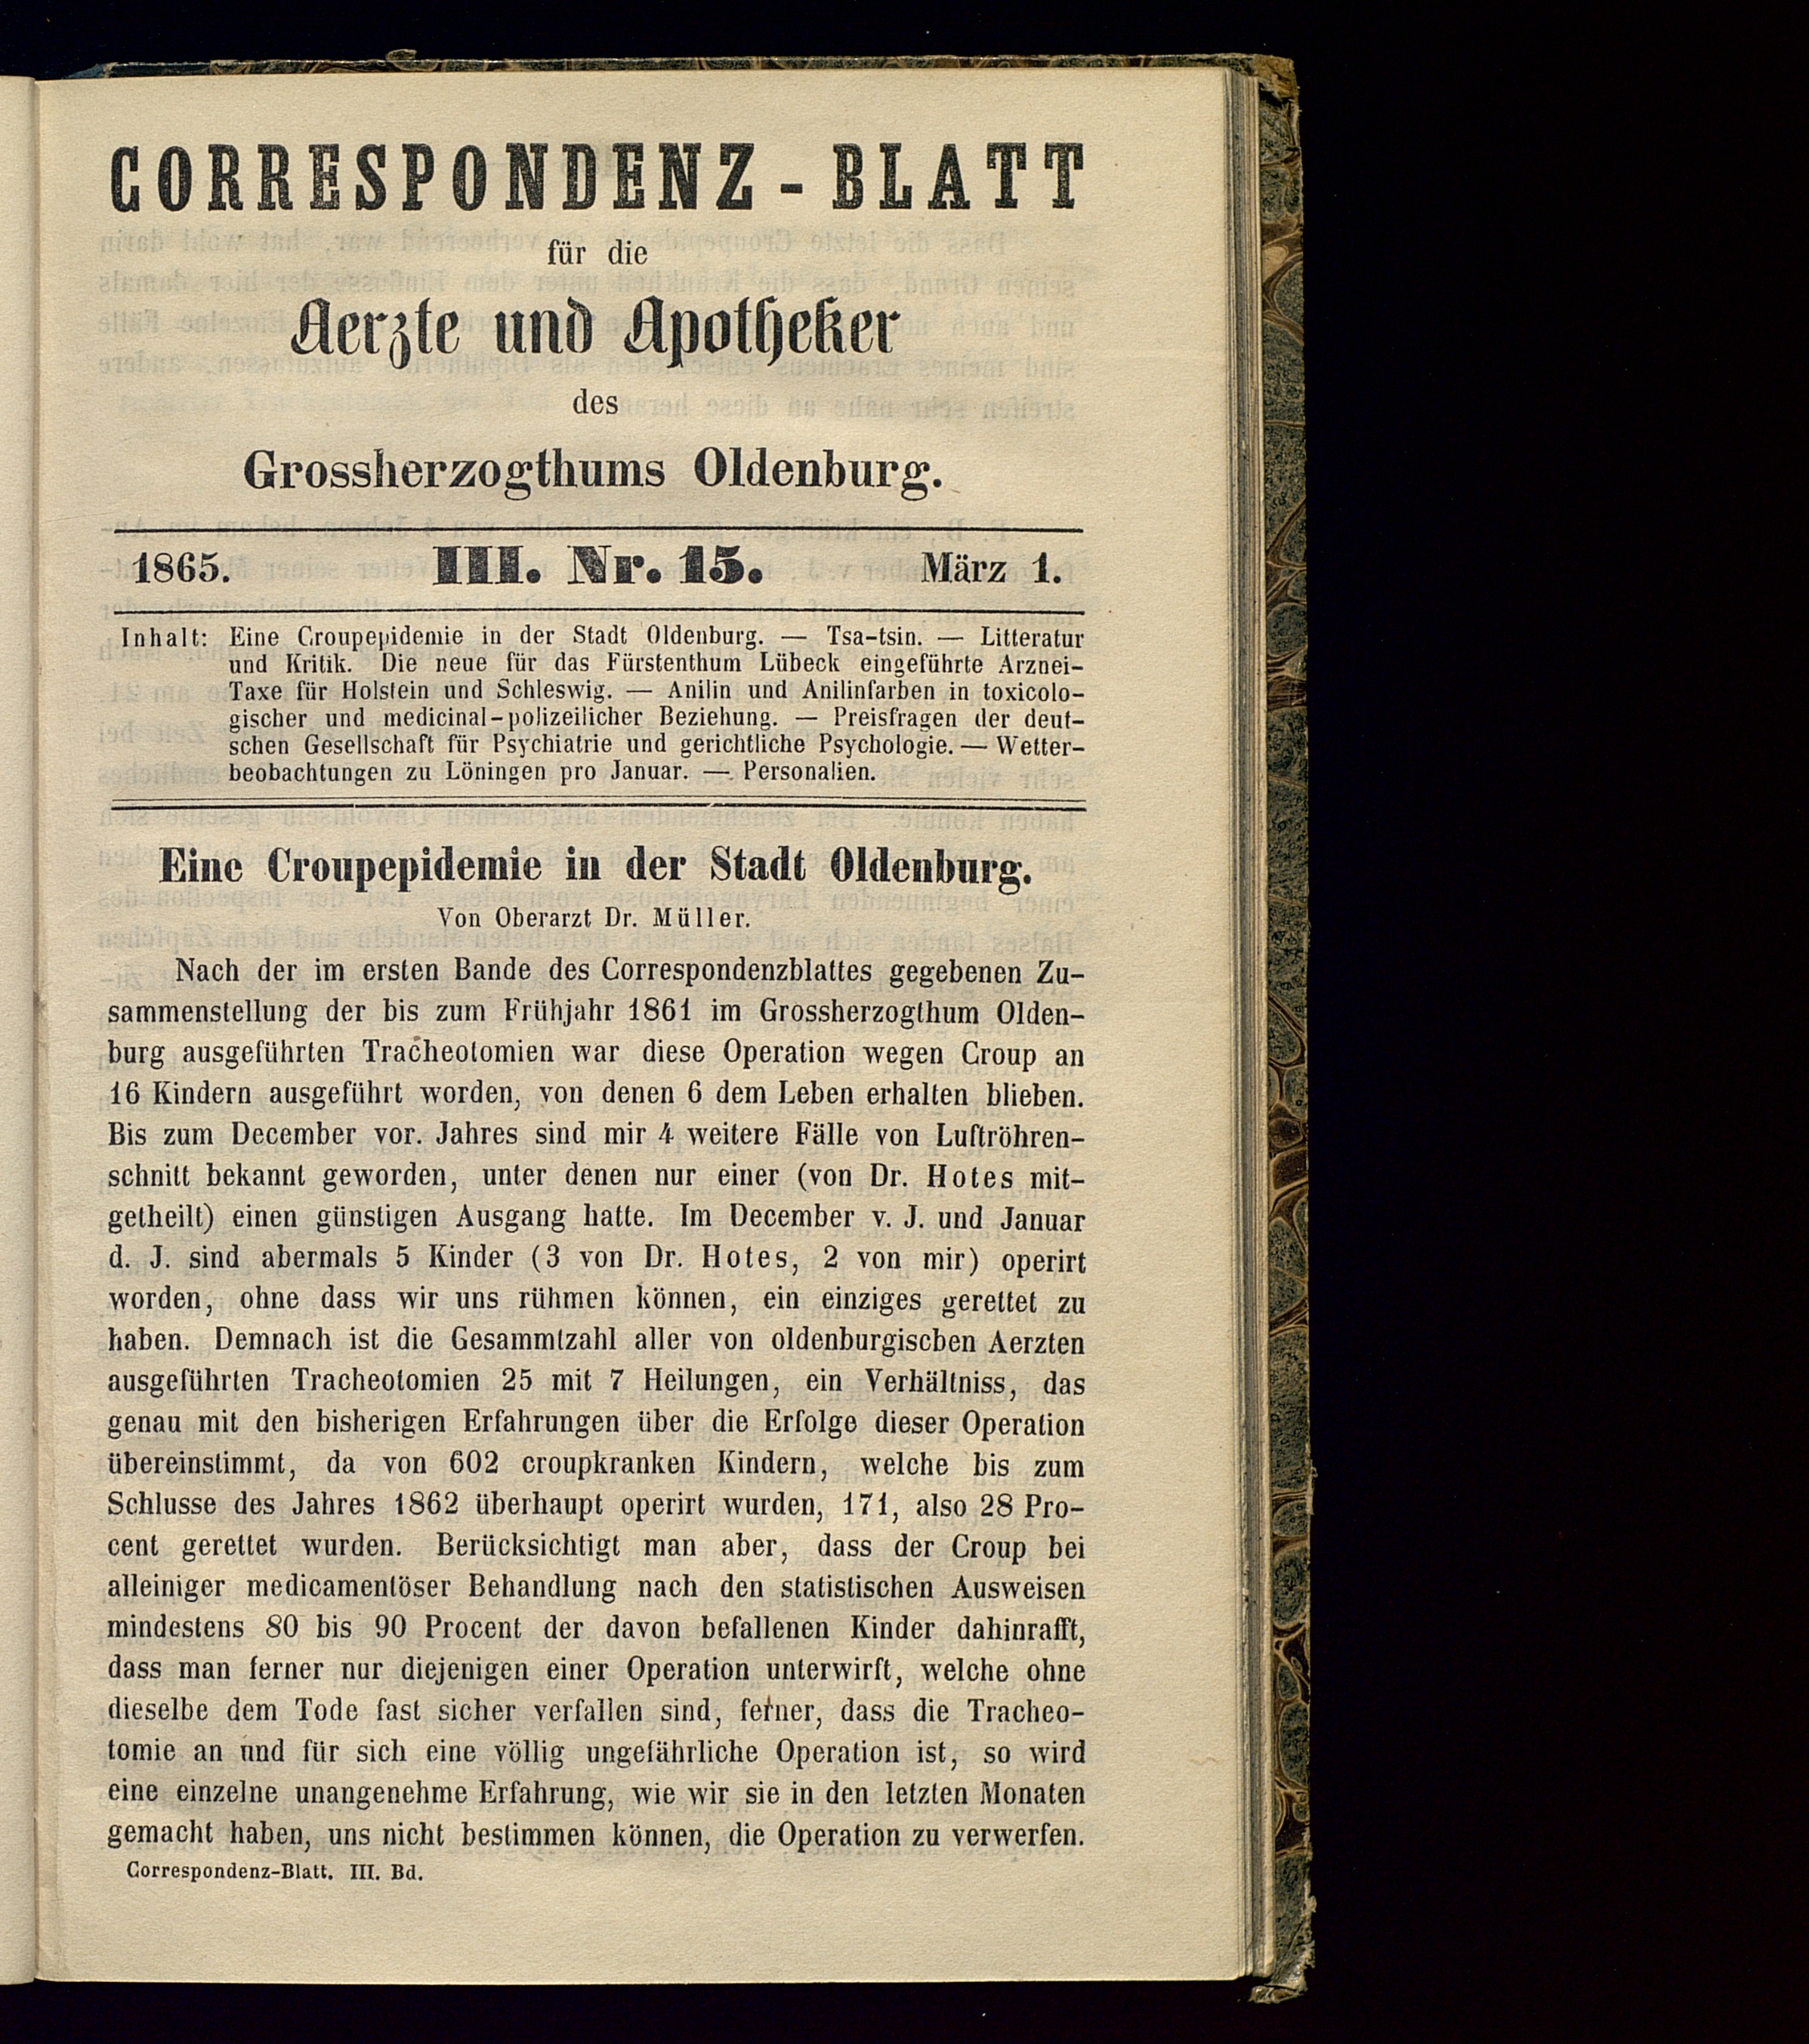 CORRESPONDENZ-BLATT
für die
Aerzte und Apotheker
des
Grossherzogthums Oldenburg.
1865. III. Nr. 15. März 1.
Inhalt: Eine Croupepidemie in der Stadt Oldenburg. — Tsa-tsin. — Litteratur
und Kritik. Die neue für das Fürstenthum Lübeck eingeführte Arznei-
Taxe für Holstein und Schleswig. — Anilin und Anilinfarben in toxicolo-
gischer und medicinal-polizeilicher Beziehung. — Preisfragen der deut-
schen Gesellschaft für Psychiatrie und gerichtliche Psychologie. — Wetter-
beobachtungen zu Löningen pro Januar. — Personalien.
Eine Croupepidemie in der Stadt Oldenburg.
Von Oberarzt Dr. Müller.
Nach der im ersten Bande des Correspondenzblattes gegebenen Zu-
sammenstellung der bis zum Frühjahr 1861 im Grossherzogthum Olden-
burg ausgeführten Tracheotomien war diese Operation wegen Croup an
16 Kindern ausgeführt worden, von denen 6 dem Leben erhalten blieben.
Bis zum December vor. Jahres sind mir 4 weitere Fälle von Luftröhren-
schnitt bekannt geworden, unter denen nur einer (von Dr. Hotes mit-
getheilt) einen günstigen Ausgang hatte. Im December v. J. und Januar
d. J. sind abermals 5 Kinder (3 von Dr. Hotes, 2 von mir) operirt
worden, ohne dass wir uns rühmen können, ein einziges gerettet zu
haben. Demnach ist die Gesammtzahl aller von oldenburgischen Aerzten
ausgeführten Tracheotomien 25 mit 7 Heilungen, ein Verhältniss, das
genau mit den bisherigen Erfahrungen über die Erfolge dieser Operation
übereinstimmt, da von 602 croupkranken Kindern, welche bis zum
Schlusse des Jahres 1862 überhaupt operirt wurden, 171, also 28 Pro-
cent gerettet wurden. Berücksichtigt man aber, dass der Croup bei
alleiniger medicamentöser Behandlung nach den statistischen Ausweisen
mindestens 80 bis 90 Procent der davon befallenen Kinder dahinrafft,
dass man ferner nur diejenigen einer Operation unterwirft, welche ohne
dieselbe dem Tode fast sicher verfallen sind, ferner, dass die Tracheo-
tomie an und für sich eine völlig ungefährliche Operation ist, so wird
eine einzelne unangenehme Erfahrung, wie wir sie in den letzten Monaten
gemacht haben, uns nicht bestimmen können, die Operation zu verwerfen.
Correspondenz-Blatt. III. Bd.